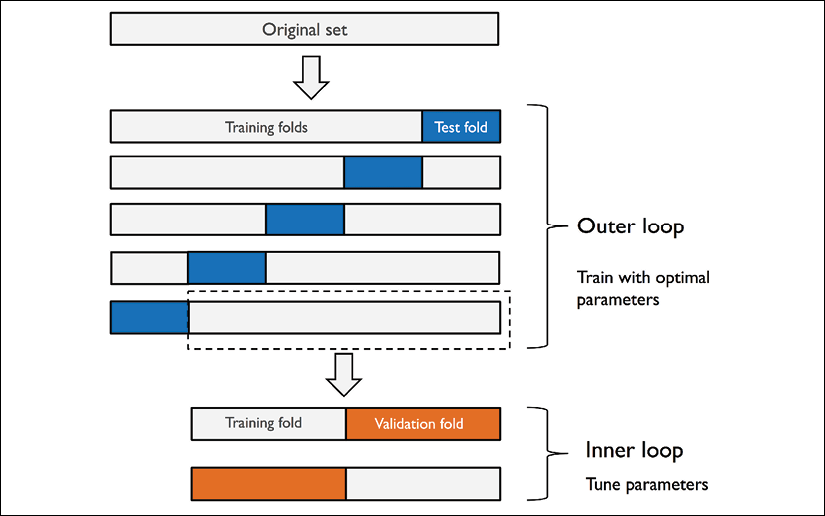 Original set
Training folds
Test fold
Outer loop
Train with optimal
parameters
Training fold
Validation fold
Inner loop
Tune parameters